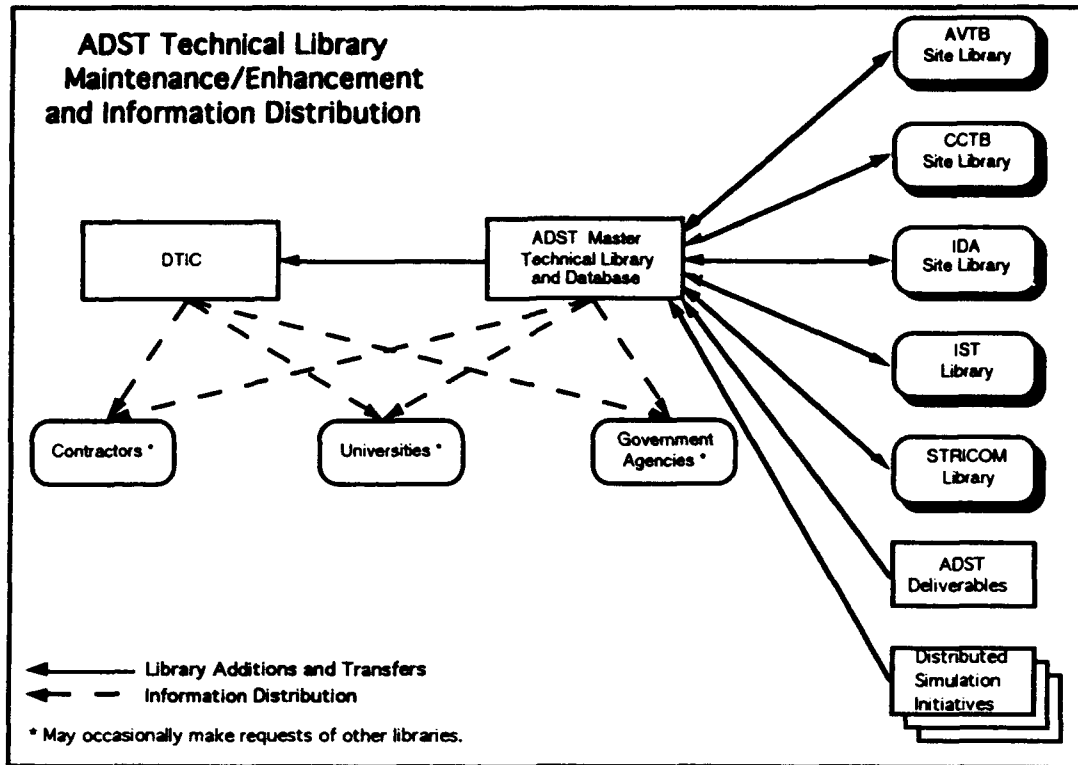 ADST Technical Library
Maintenance/Enhancement
and Information Distribution
AVTB
Site Library
CCTB
Site Library
DTIC
ADST Master
Technical Library
and Database
IDA
Site Library
IST
Library
Contractors *
Universities *
Government
Agencies *
STRICOM
Library
ADST
Deliverables
Distributed
Simulation
Initiatives
Library Additions and Transfers
Information Distribution
* May occasionally make requests of other libraries.